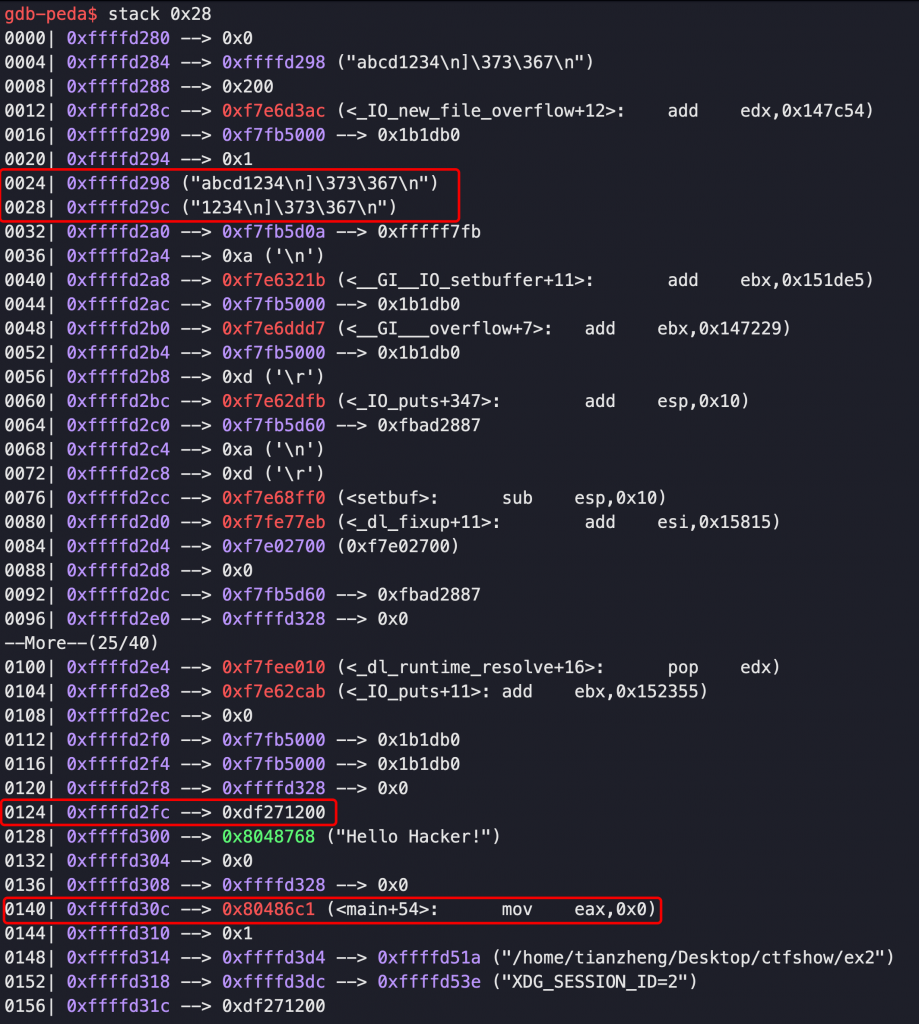 gdb-peda$ stack 0x28
0000| 0xffffd280 --> 0x0
0004| 0xffffd284 --> 0xffffd298 ("abcd1234\n]\373\367\n")
0008| 0xffffd288 --> 0x200
0012| 0xffffd28c --> 0xf7e6d3ac (<_IO_new_file_overflow+12>: add edx,0x147c54)
0016| 0xffffd290 --> 0xf7fb5000 --> 0x1b1db0
0020| 0xffffd294 --> 0x1
0024| 0xffffd298 ("abcd1234\n]\373\367\n")
0028| 0xffffd29c ("1234\n]\373\367\n")
0032| 0xffffd2a0 --> 0xf7fb5d0a --> 0xfffff7fb
0036| 0xffffd2a4 --> 0xa ('\n')
0040| 0xffffd2a8 --> 0xf7e6321b (<__GI__IO_setbuffer+11>: add ebx,0x151de5)
0044| 0xffffd2ac --> 0xf7fb5000 --> 0x1b1db0
0048| 0xffffd2b0 --> 0xf7e6ddd7 (<__GI___overflow+7>: add ebx,0x147229)
0052| 0xffffd2b4 --> 0xf7fb5000 --> 0x1b1db0
0056| 0xffffd2b8 --> 0xd ('\r')
0060| 0xffffd2bc --> 0xf7e62dfb (<_IO_puts+347>: add esp,0x10)
0064| 0xffffd2c0 --> 0xf7fb5d60 --> 0xfbad2887
0068| 0xffffd2c4 --> 0xa ('\n')
0072| 0xffffd2c8 --> 0xd ('\r')
0076| 0xffffd2cc --> 0xf7e68ff0 (<setbuf>: sub esp,0x10)
0080| 0xffffd2d0 --> 0xf7fe77eb (<_dl_fixup+11>: add esi,0x15815)
0084| 0xffffd2d4 --> 0xf7e02700 (0xf7e02700)
0088| 0xffffd2d8 --> 0x0
0092| 0xffffd2dc --> 0xf7fb5d60 --> 0xfbad2887
0096| 0xffffd2e0 --> 0xffffd328 --> 0x0
--More--(25/40)
0100| 0xffffd2e4 --> 0xf7fee010 (<_dl_runtime_resolve+16>: pop edx)
0104| 0xffffd2e8 --> 0xf7e62cab (<_IO_puts+11>: add ebx,0x152355)
0108| 0xffffd2ec --> 0x0
0112| 0xffffd2f0 --> 0xf7fb5000 --> 0x1b1db0
0116| 0xffffd2f4 --> 0xf7fb5000 --> 0x1b1db0
0120| 0xffffd2f8 --> 0xffffd328 --> 0x0
0124| 0xffffd2fc --> 0xdf271200
0128| 0xffffd300 --> 0x8048768 ("Hello Hacker!")
0132| 0xffffd304 --> 0x0
0136| 0xffffd308 --> 0xffffd328 --> 0x0
0140| 0xffffd30c --> 0x80486c1 (<main+54>: mov eax,0x0)
0144| 0xffffd310 --> 0x1
0148| 0xffffd314 --> 0xffffd3d4 --> 0xffffd51a ("/home/tianzheng/Desktop/ctfshow/ex2")
0152| 0xffffd318 --> 0xffffd3dc --> 0xffffd53e ("XDG_SESSION_ID=2")
0156| 0xffffd31c --> 0xdf271200